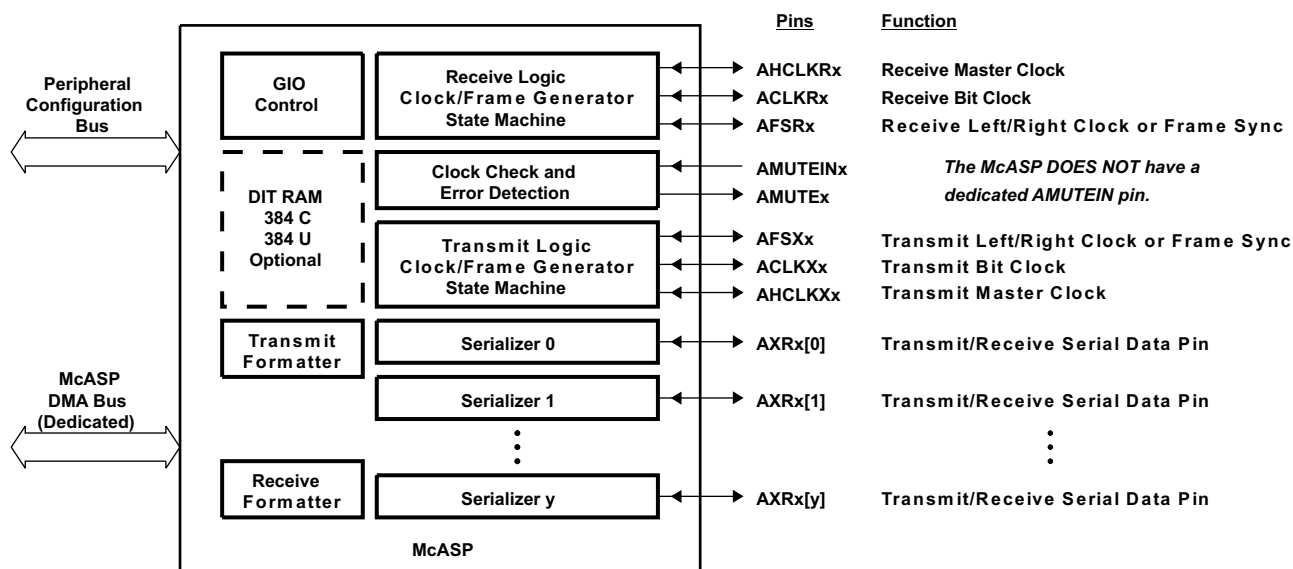 Pins Function
Peripheral
Configuration
Bus
GIO
Control
Receive Logic
Clock/Frame Generator
State Machine
AHCLKRx Receive Master Clock
ACLKRx Receive Bit Clock
AFSRx Receive Left/Right Clock or Frame Sync
DIT RAM
384 C
384 U
Optional
Clock Check and
Error Detection
AMUTEINx
AMUTEx
The McASP DOES NOT have a
dedicated AMUTEIN pin.
Transmit Logic
Clock/Frame Generator
State Machine
AFSXx Transmit Left/Right Clock or Frame Sync
ACLKXx Transmit Bit Clock
AHCLKXx Transmit Master Clock
Transmit
Formatter
Serializer 0
AXRx[0] Transmit/Receive Serial Data Pin
McASP
DMA Bus
(Dedicated)
Serializer 1
AXRx[1] Transmit/Receive Serial Data Pin
Receive
Formatter
Serializer y
AXRx[y] Transmit/Receive Serial Data Pin
McASP